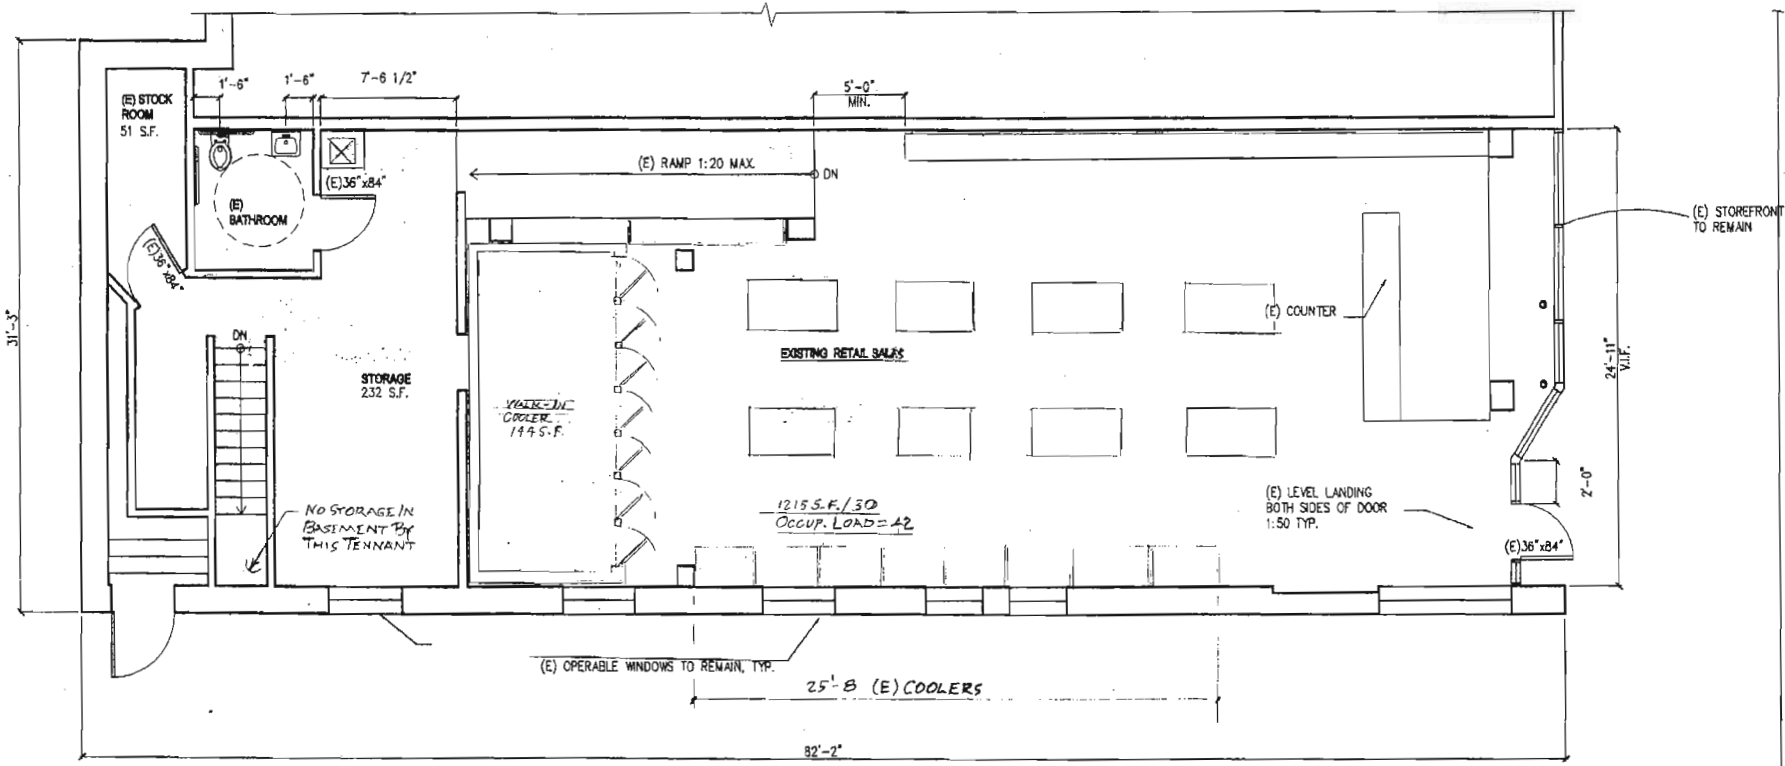 1'-6"
1'-6"
7'-6 1/2"
5'-0"
MIN.
(E) STOCK
ROOM
51 S.F.
(E) RAMP 1:20 MAX.
DN
(E)36"x84"
(E)
BATHROOM
(E)36"x84"
(E) STOREFRONT
TO REMAIN
31'-3"
(E) COUNTER
DN
EXISTING RETAIL SALES
24'-11"
V.I.F.
STORAGE
232 S.F.
WALK-IN
COOLER
144 S.F.
2'-0"
(E) LEVEL LANDING
BOTH SIDES OF DOOR
1:50 TYP.
1215 S.F./30
OCCUP. LOAD = 42
NO STORAGE IN
BASEMENT BY
THIS TENNANT
(E)36"x84"
(E) OPERABLE WINDOWS TO REMAIN, TYP.
25'-8 (E) COOLERS
82'-2"